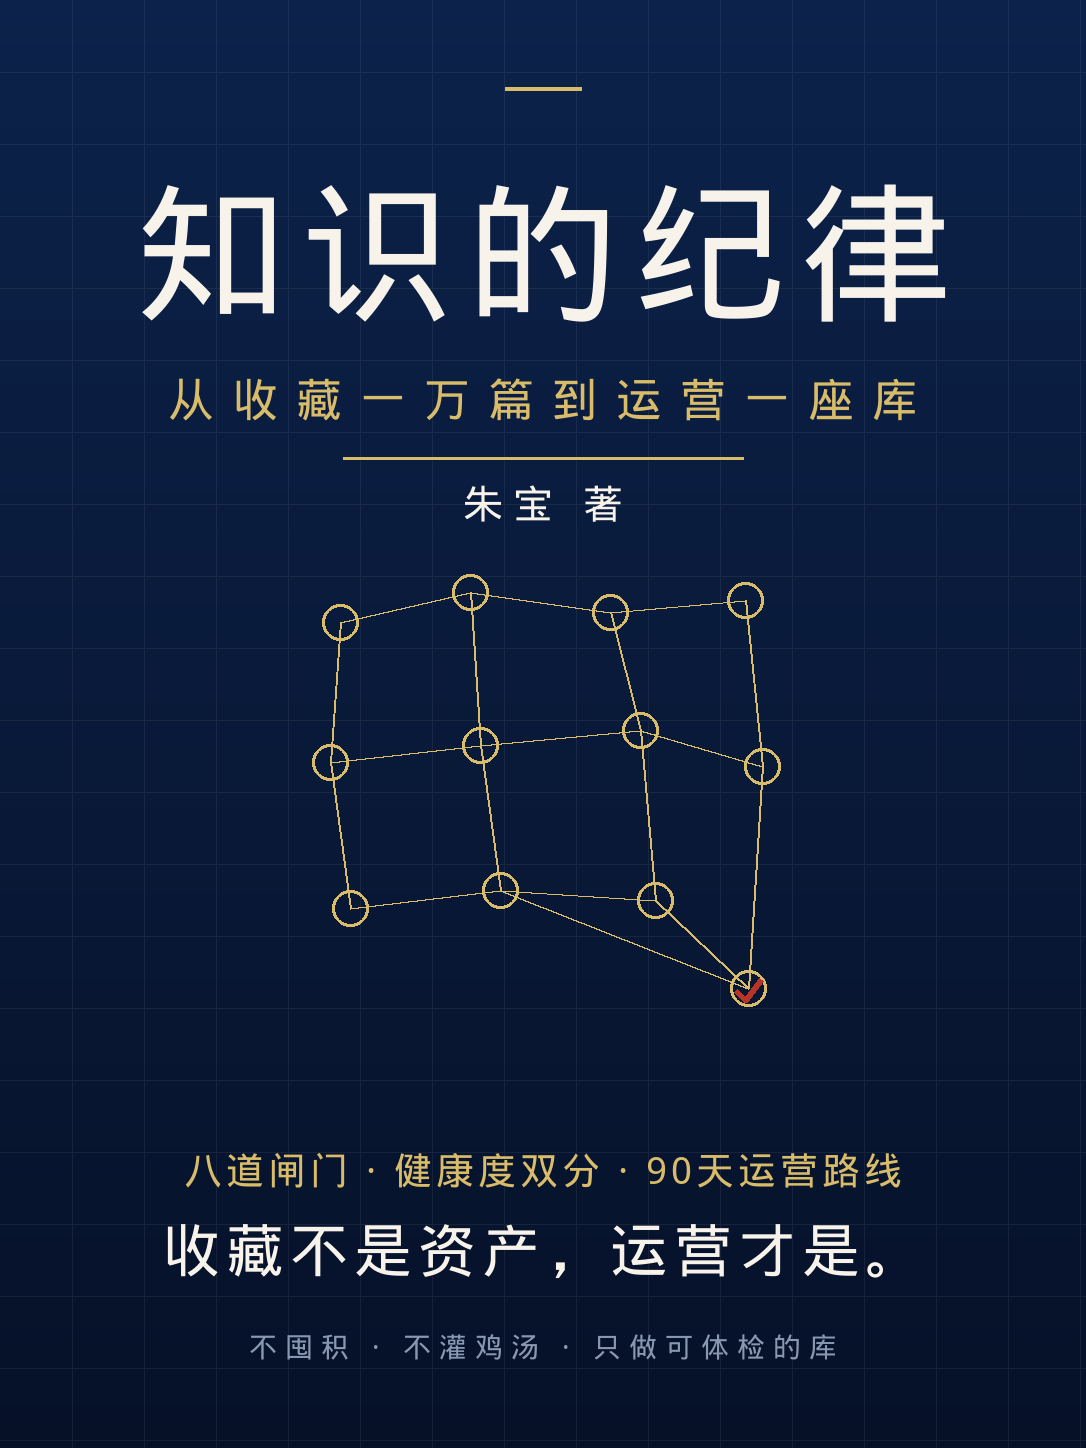 知识的纪律
从收藏一万篇到运营一座库
朱宝 著
八道闸门 · 健康度双分 · 90天运营路线
收藏不是资产，运营才是。
不囤积 · 不灌鸡汤 · 只做可体检的库